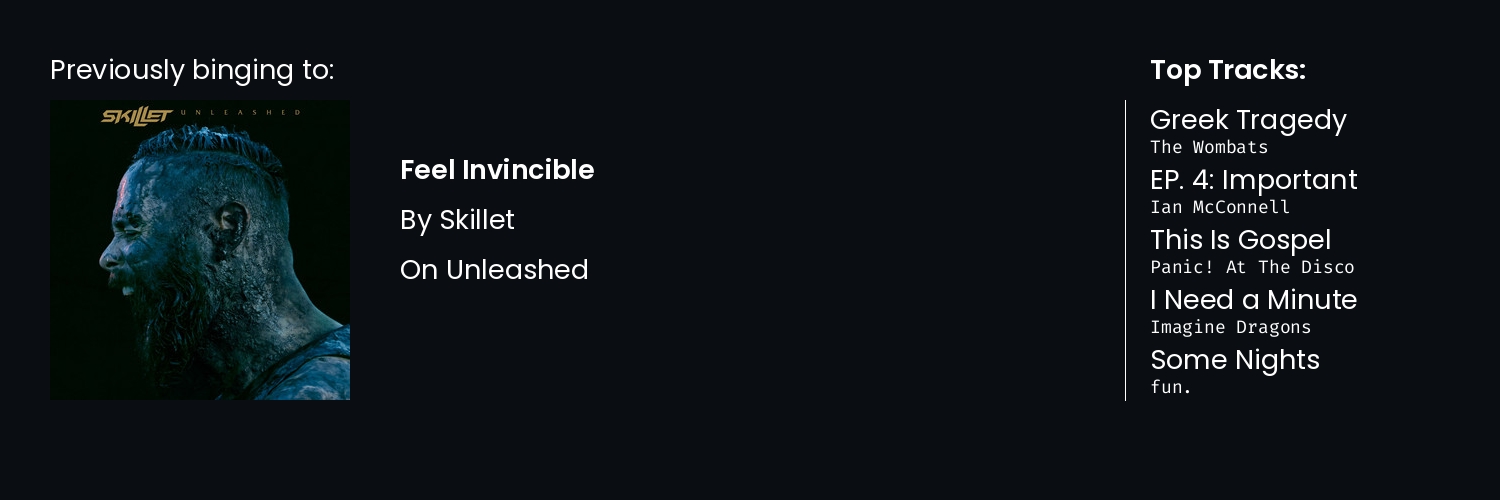 Previously binging to:
SKILLET UNLEASHED
Feel Invincible
By Skillet
On Unleashed
Top Tracks:
Greek Tragedy
The Wombats
EP. 4: Important
Ian McConnell
This Is Gospel
Panic! At The Disco
I Need a Minute
Imagine Dragons
Some Nights
fun.